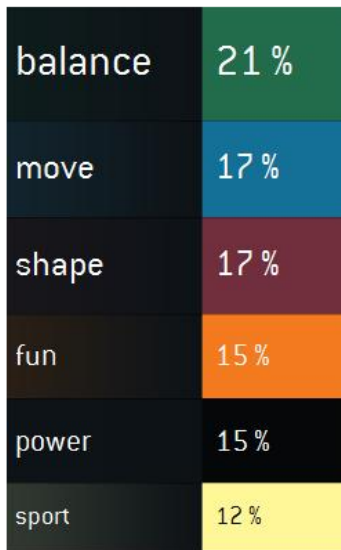 balance 21 %
move 17 %
shape 17 %
fun 15 %
power 15 %
sport 12 %